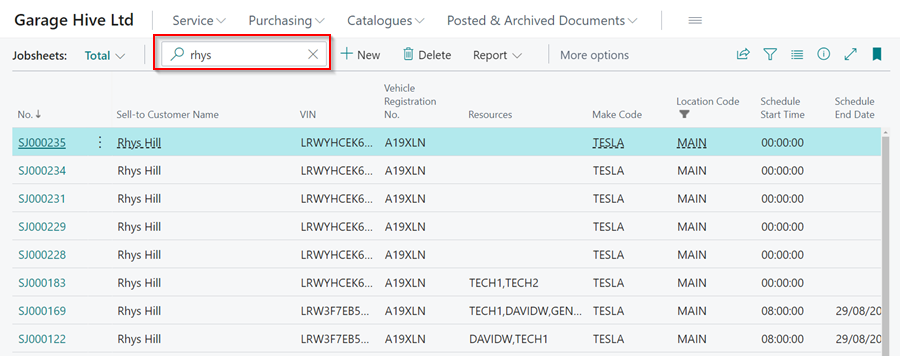 Garage Hive Ltd Service Purchasing Catalogues Posted & Archived Documents
Jobsheets: Total rhys New Delete Report More options
No.↓ Sell-to Customer Name VIN Vehicle Registration No. Resources Make Code Location Code Schedule Start Time Schedule End Date
SJ000235 Rhys Hill LRWYHCEK6... A19XLN TESLA MAIN 00:00:00
SJ000234 Rhys Hill LRWYHCEK6... A19XLN TESLA MAIN 00:00:00
SJ000231 Rhys Hill LRWYHCEK6... A19XLN TESLA MAIN 00:00:00
SJ000229 Rhys Hill LRWYHCEK6... A19XLN TESLA MAIN 00:00:00
SJ000228 Rhys Hill LRWYHCEK6... A19XLN TESLA MAIN 00:00:00
SJ000183 Rhys Hill LRWYHCEK6... A19XLN TECH1,TECH2 TESLA MAIN 00:00:00
SJ000169 Rhys Hill LRW3F7EB5... A19XLN TECH1,DAVIDW,GEN... TESLA MAIN 08:00:00 29/08/20
SJ000122 Rhys Hill LRW3F7EB5... A19XLN DAVIDW,TECH1 TESLA MAIN 08:00:00 29/08/20